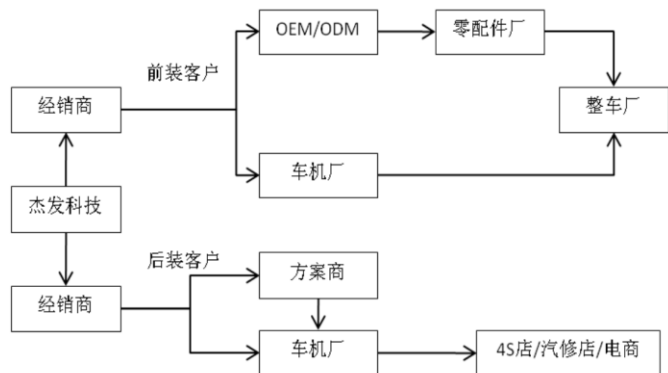 OEM/ODM
零配件厂
前装客户
经销商
整车厂
车机厂
杰发科技
后装客户
方案商
经销商
车机厂
4S店/汽修店/电商